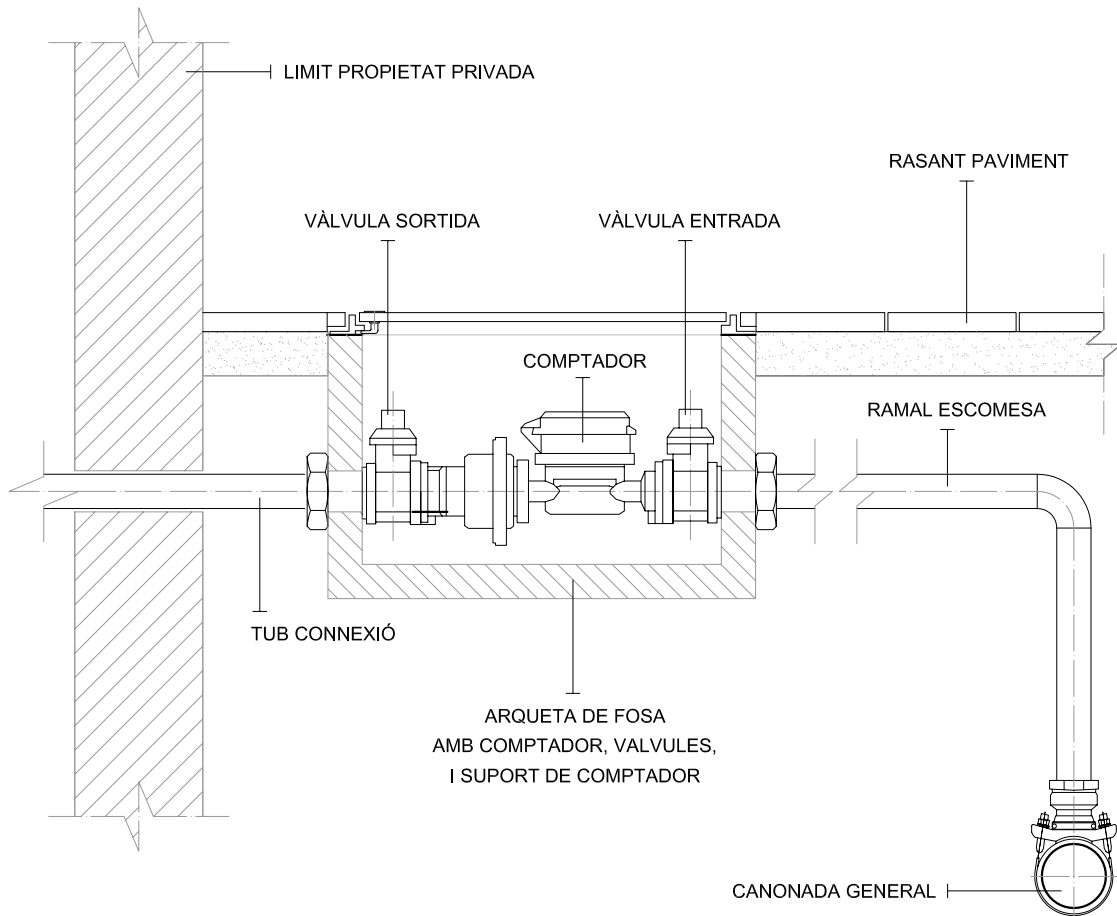 LIMIT PROPIETAT PRIVADA
RASANT PAVIMENT
VÀLVULA SORTIDA
VÀLVULA ENTRADA
COMPTADOR
RAMAL ESCOMESA
TUB CONNEXIÓ
ARQUETA DE FOSA
AMB COMPTADOR, VALVULES,
I SUPORT DE COMPTADOR
CANONADA GENERAL